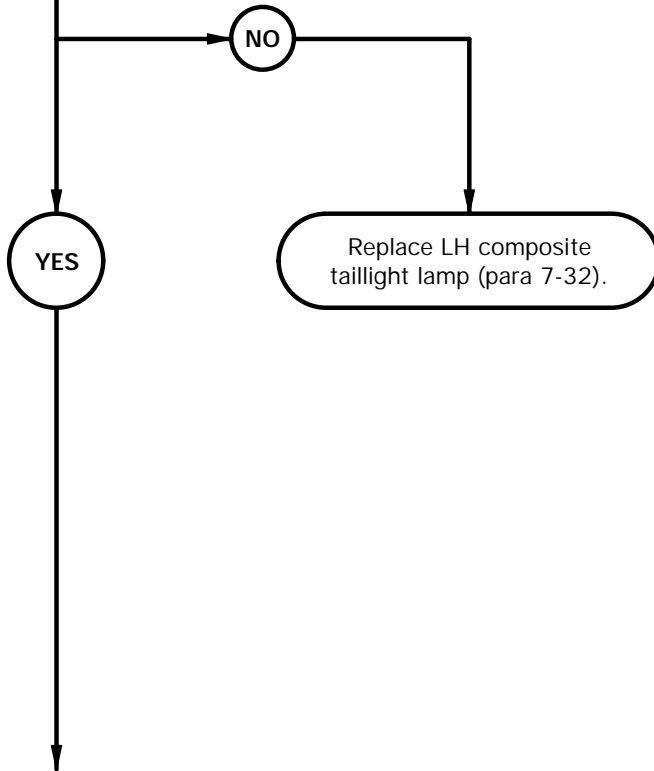 NO
YES
Replace LH composite
taillight lamp (para 7-32).